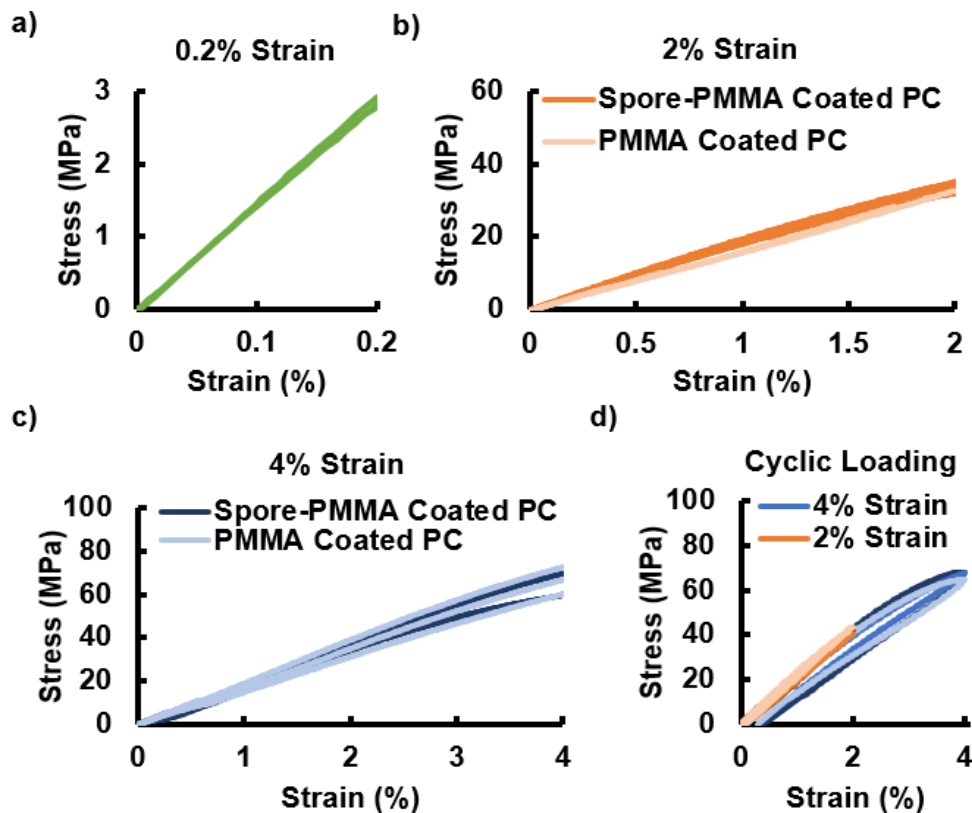 a)
0.2% Strain
Stress (MPa)
3
2
1
0
0
0.1
0.2
Strain (%)
b)
2% Strain
Stress (MPa)
60
40
20
0
Spore-PMMA Coated PC
PMMA Coated PC
0
0.5
1
1.5
2
Strain (%)
c)
4% Strain
Stress (MPa)
100
80
60
40
20
0
Spore-PMMA Coated PC
PMMA Coated PC
0
1
2
3
4
Strain (%)
d)
Cyclic Loading
Stress (MPa)
100
80
60
40
20
0
4% Strain
2% Strain
0
2
4
Strain (%)